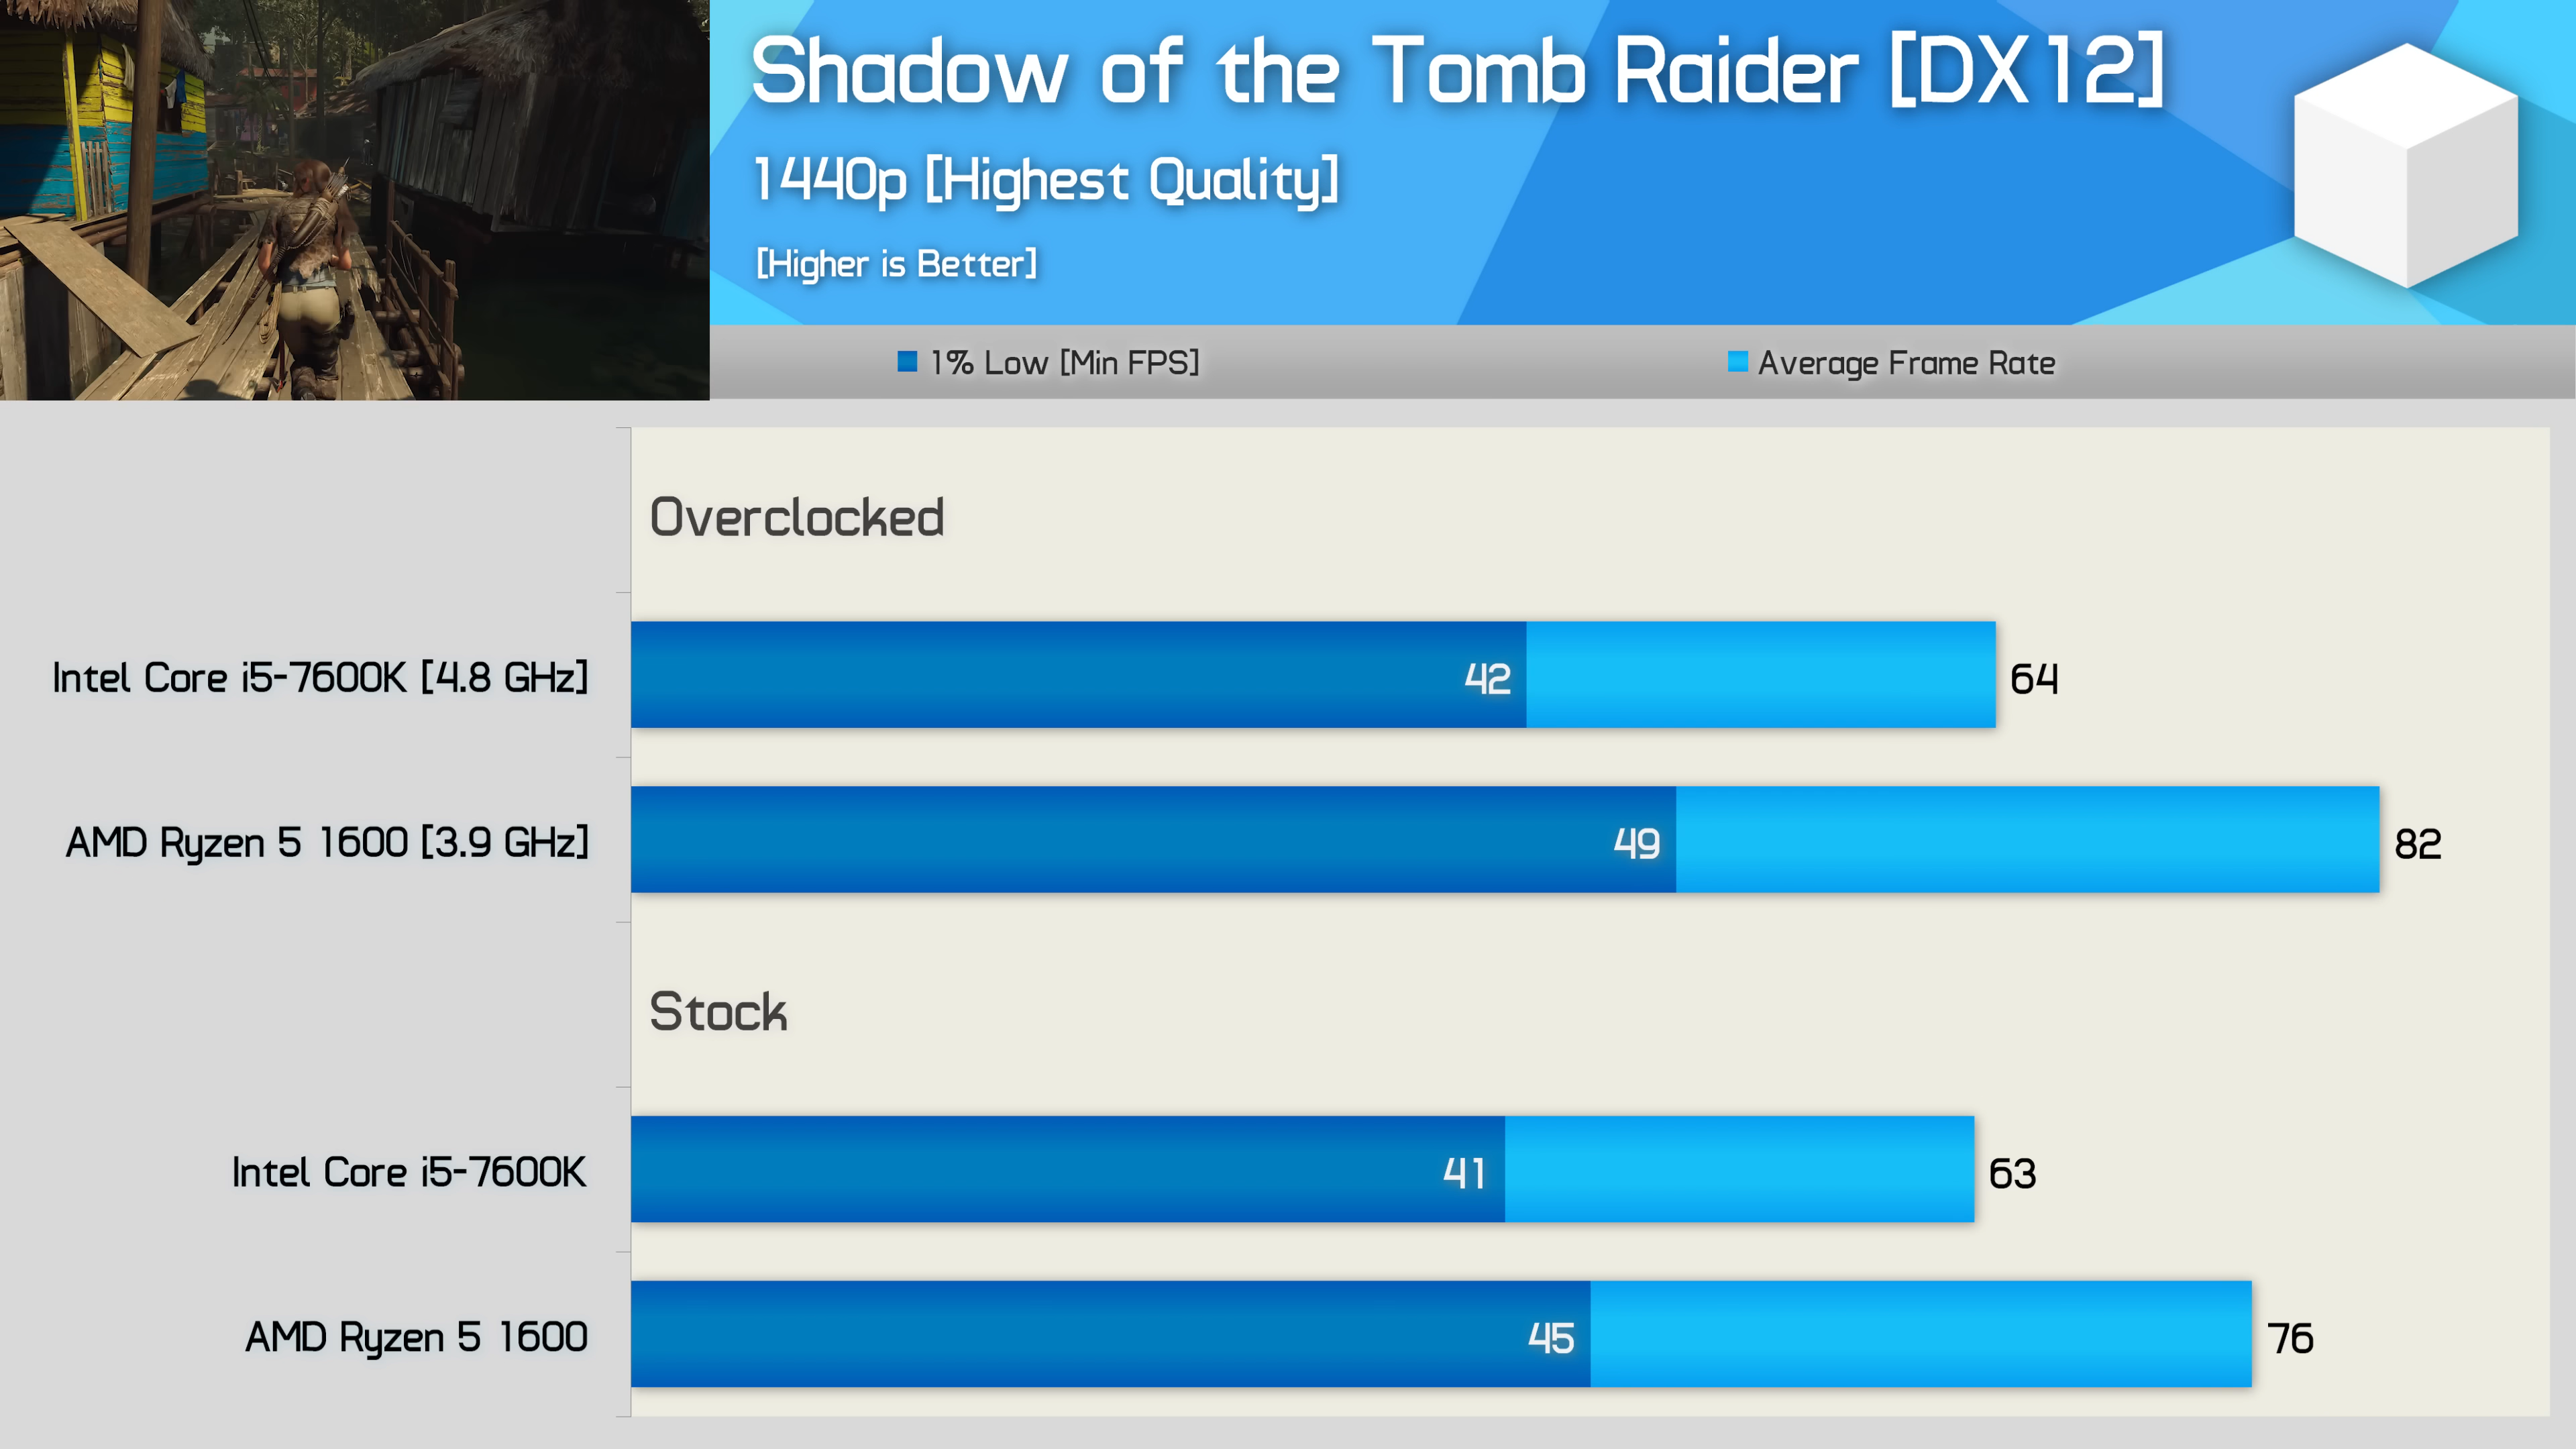 Shadow of the Tomb Raider [DX12]
1440p [Highest Quality]
[Higher is Better]
1% Low [Min FPS]
Average Frame Rate
Overclocked
Intel Core i5-7600K [4.8 GHz]
42
64
AMD Ryzen 5 1600 [3.9 GHz]
49
82
Stock
Intel Core i5-7600K
41
63
AMD Ryzen 5 1600
45
76